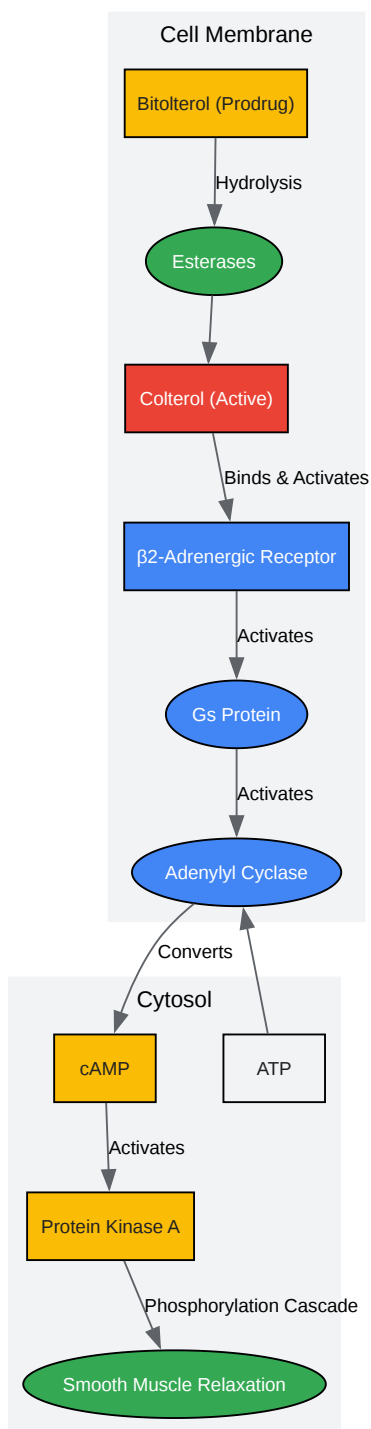 Cell Membrane
Bitolterol (Prodrug)
Hydrolysis
Esterases
Colterol (Active)
Binds & Activates
β2-Adrenergic Receptor
Activates
Gs Protein
Activates
Adenylyl Cyclase
Converts
Cytosol
cAMP
ATP
Activates
Protein Kinase A
Phosphorylation Cascade
Smooth Muscle Relaxation